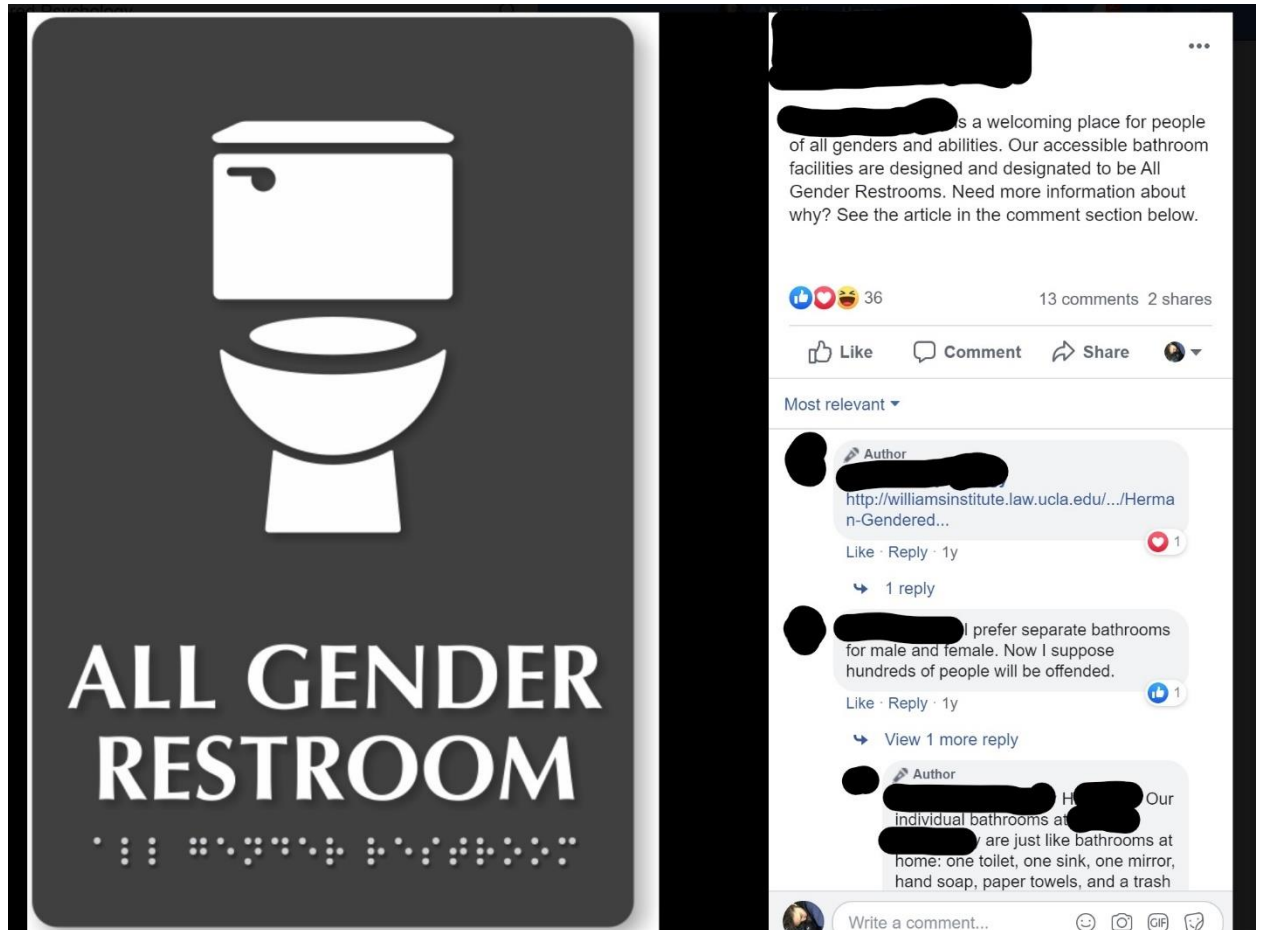 ALL GENDER
RESTROOM
⠁⠇⠇ ⠛⠑⠝⠙⠑⠗ ⠗⠑⠎⠞⠗⠕⠕⠍
s a welcoming place for people
of all genders and abilities. Our accessible bathroom
facilities are designed and designated to be All
Gender Restrooms. Need more information about
why? See the article in the comment section below.
36
13 comments 2 shares
Like Comment Share
Most relevant
Author
http://williamsinstitute.law.ucla.edu/.../Herma
n-Gendered...
1
Like · Reply · 1y
1 reply
I prefer separate bathrooms
for male and female. Now I suppose
hundreds of people will be offended.
1
Like · Reply · 1y
View 1 more reply
Author
H Our
individual bathrooms at
y are just like bathrooms at
home: one toilet, one sink, one mirror,
hand soap, paper towels, and a trash
Write a comment...
GIF